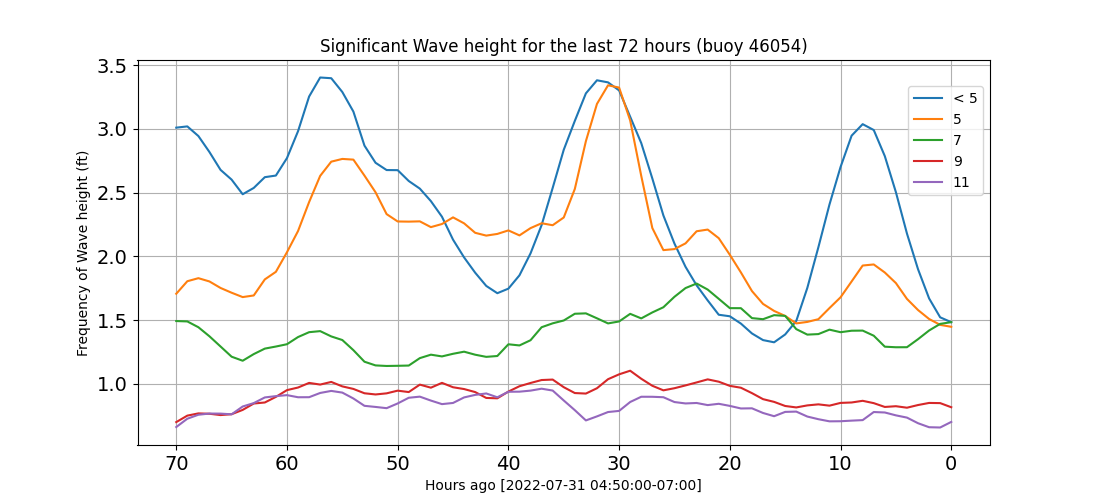 Significant Wave height for the last 72 hours (buoy 46054)
Frequency of Wave height (ft)
3.5
3.0
2.5
2.0
1.5
1.0
< 5
5
7
9
11
70 60 50 40 30 20 10 0
Hours ago [2022-07-31 04:50:00-07:00]